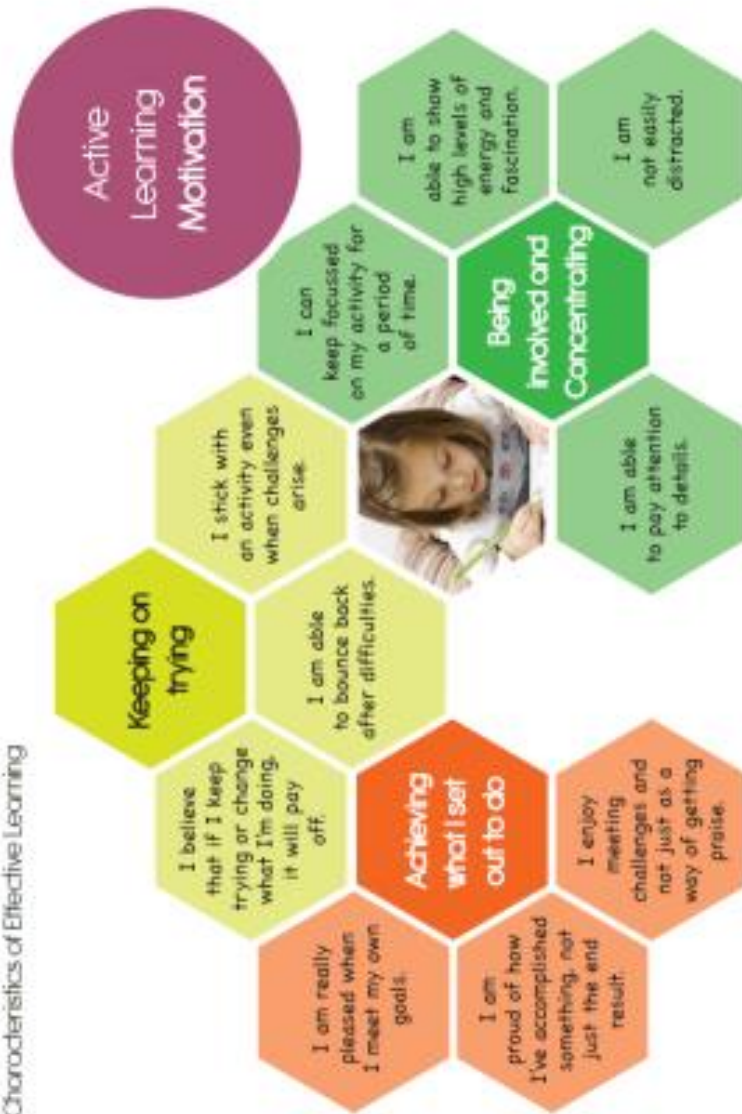 Characteristics of Effective Learning
Active
Learning
Motivation
Keeping on
trying
I believe
that if I keep
trying or change
what I'm doing,
it will pay
off.
I am able
to bounce back
after difficulties.
I stick with
an activity even
when challenges
arise.
Achieving
what I set
out to do
I am really
pleased when
I meet my own
goals.
I am
proud of how
I've accomplished
something, not
just the end
result.
I enjoy
meeting
challenges and
not just as a
way of getting
praise.
Being
involved and
Concentrating
I can
keep focussed
on my activity for
a period
of time.
I am
able to show
high levels of
energy and
fascination.
I am
not easily
distracted.
I am able
to pay attention
to details.